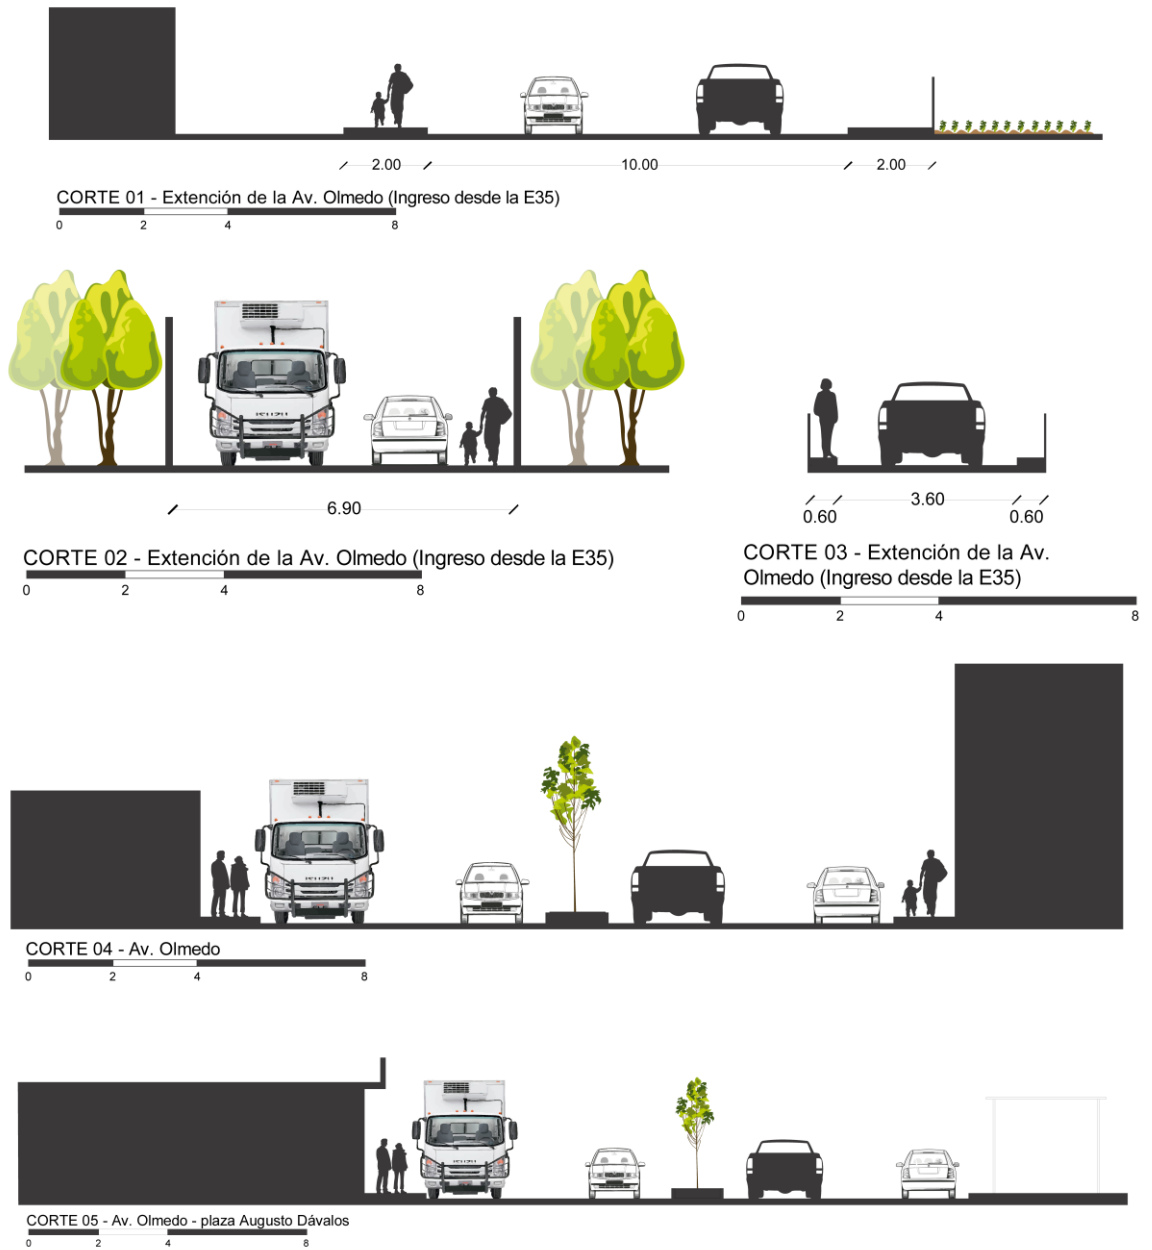 2.00 10.00 2.00
CORTE 01 - Extención de la Av. Olmedo (Ingreso desde la E35)
0 2 4 8
6.90
CORTE 02 - Extención de la Av. Olmedo (Ingreso desde la E35)
0 2 4 8
3.60
0.60 0.60
CORTE 03 - Extención de la Av.
Olmedo (Ingreso desde la E35)
0 2 4 8
CORTE 04 - Av. Olmedo
0 2 4 8
CORTE 05 - Av. Olmedo - plaza Augusto Dávalos
0 2 4 8